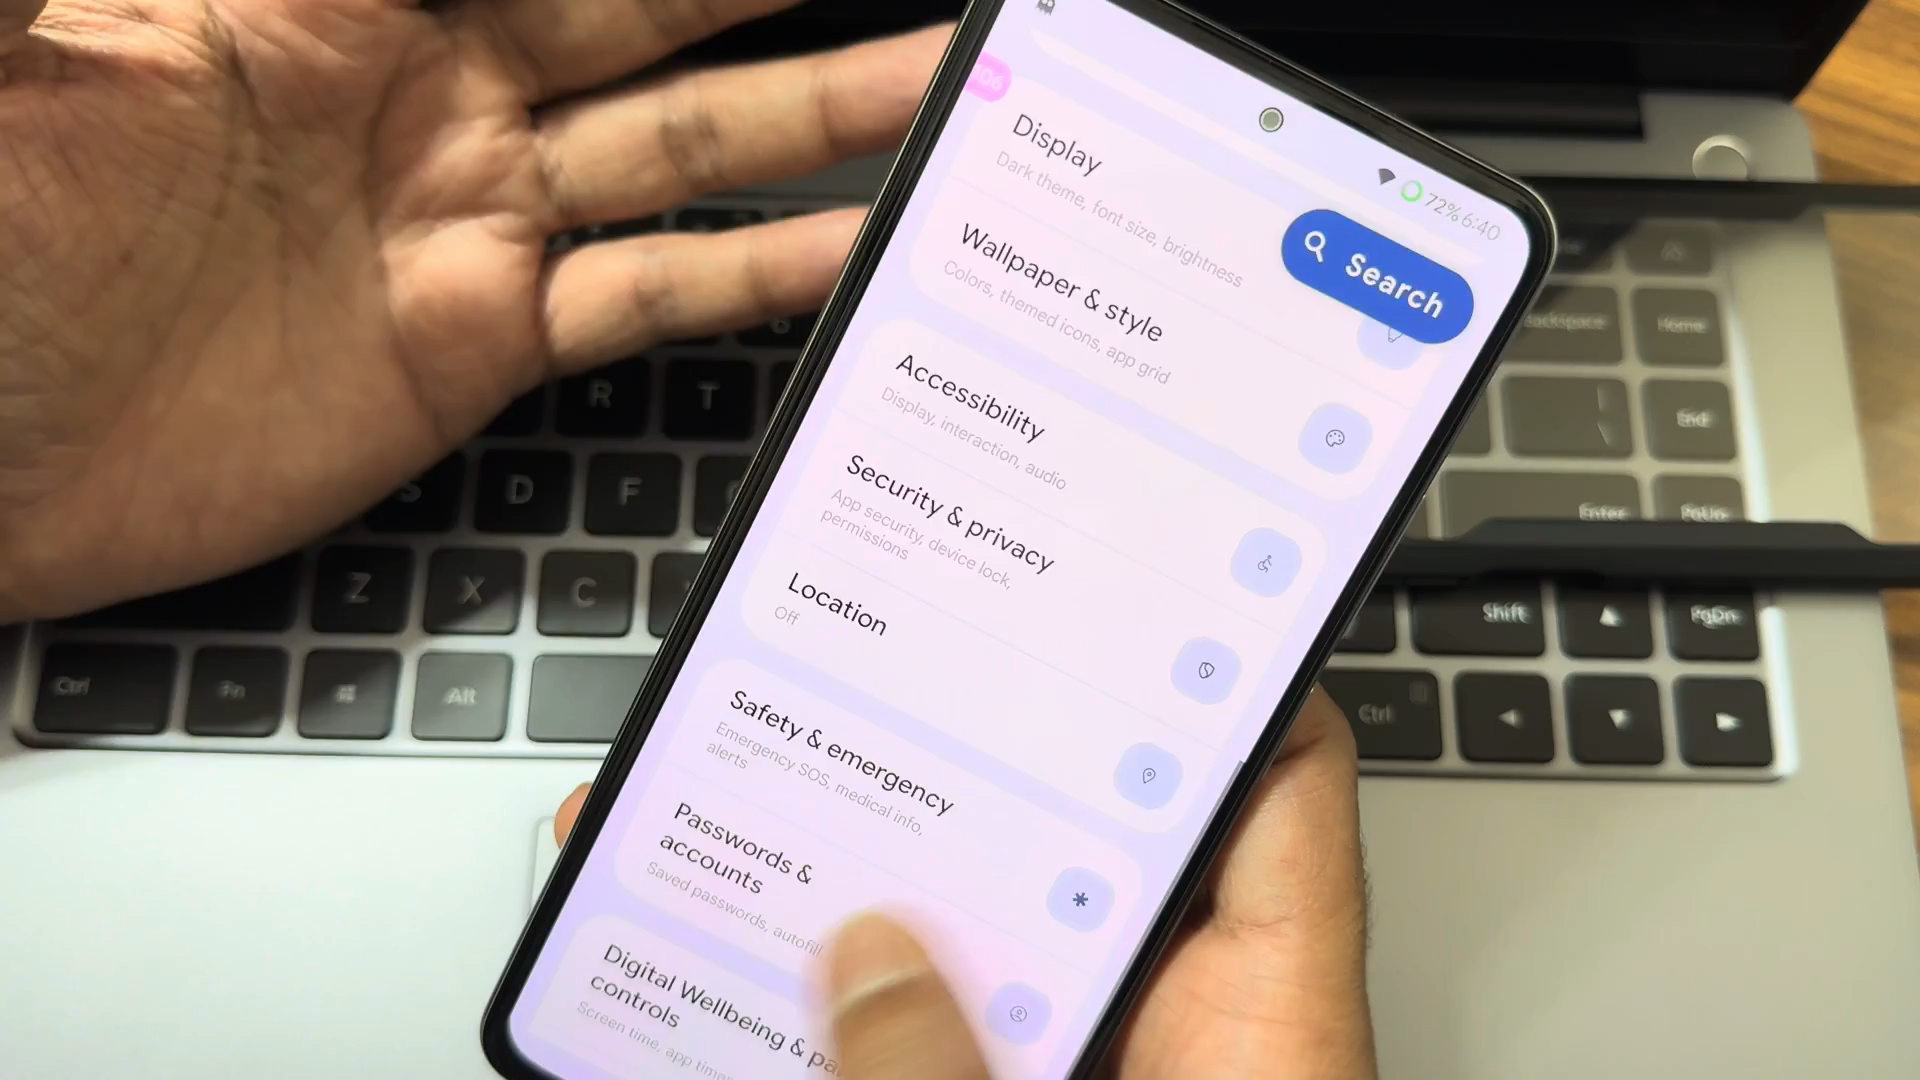 72% 6:40
Search
Display
Dark theme, font size, brightness
Wallpaper & style
Colors, themed icons, app grid
Accessibility
Display, interaction, audio
Security & privacy
App security, device lock,
permissions
Location
Off
Safety & emergency
Emergency SOS, medical info,
alerts
Passwords &
accounts
Saved passwords, autofill
Digital Wellbeing &
controls
Screen time, app
R T
Home
End
S D F
Enter PgUp
Z X C
Shift PgDn
Ctrl Fn Alt
Ctrl